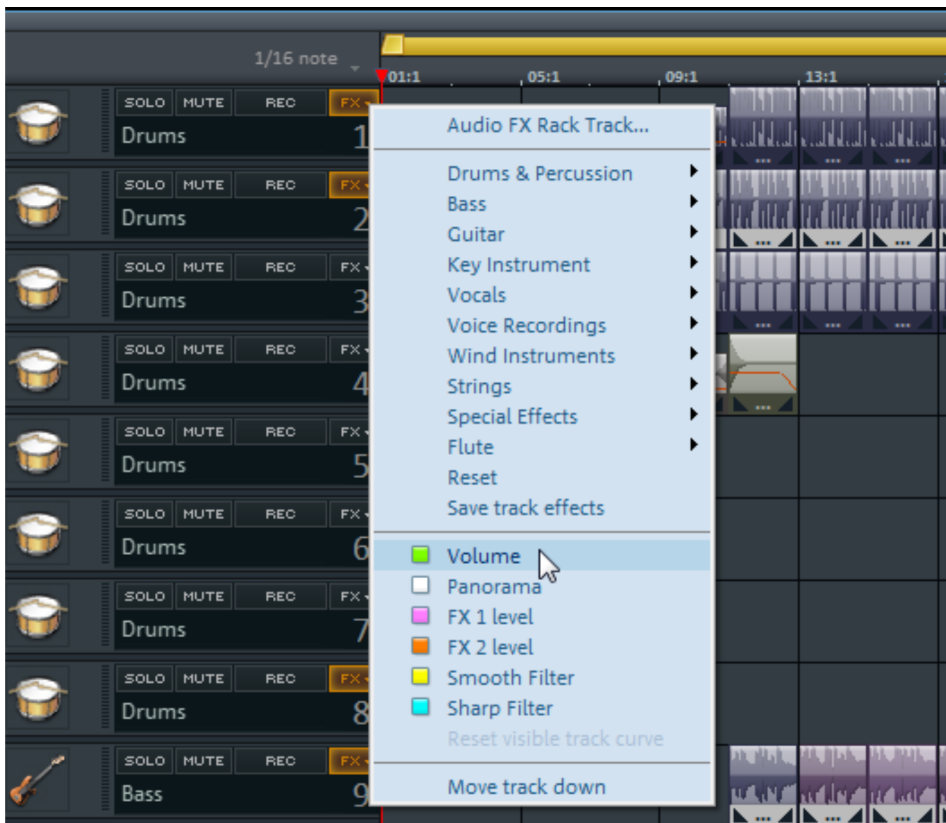 1/16 note
01:1 05:1 09:1 13:1
SOLO MUTE REC FX
Drums 1
SOLO MUTE REC FX
Drums 2
SOLO MUTE REC FX
Drums 3
SOLO MUTE REC FX
Drums 4
SOLO MUTE REC FX
Drums 5
SOLO MUTE REC FX
Drums 6
SOLO MUTE REC FX
Drums 7
SOLO MUTE REC FX
Drums 8
SOLO MUTE REC FX
Bass 9
Audio FX Rack Track...
Drums & Percussion
Bass
Guitar
Key Instrument
Vocals
Voice Recordings
Wind Instruments
Strings
Special Effects
Flute
Reset
Save track effects
Volume
Panorama
FX 1 level
FX 2 level
Smooth Filter
Sharp Filter
Reset visible track curve
Move track down